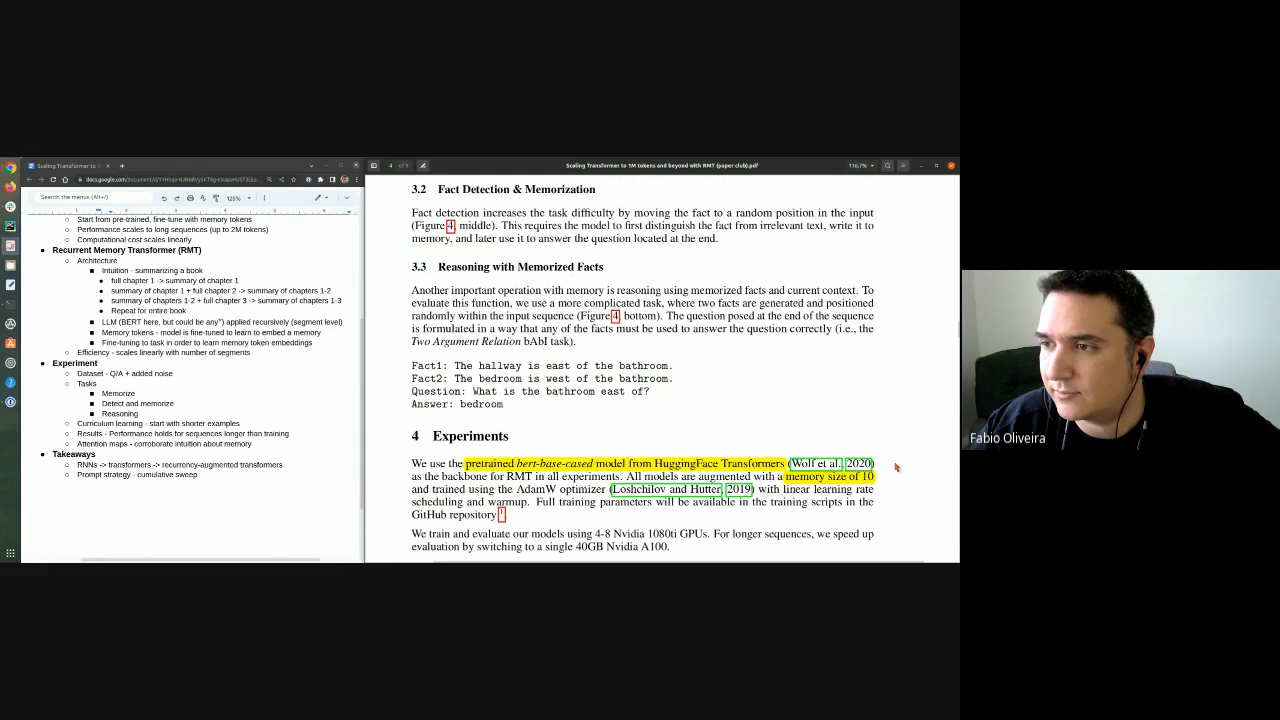 Scaling Transformer to
docs.google.com/document/d/
Search the menus (Alt+/)
125%
Start from pre-trained, fine-tune with memory tokens
Performance scales to long sequences (up to 2M tokens)
Computational cost scales linearly
Recurrent Memory Transformer (RMT)
Architecture
Intuition - summarizing a book
full chapter 1 -> summary of chapter 1
summary of chapter 1 + full chapter 2 -> summary of chapters 1-2
summary of chapters 1-2 + full chapter 3 -> summary of chapters 1-3
Repeat for entire book
LLM (BERT here, but could be any*) applied recursively (segment level)
Memory tokens - model is fine-tuned to learn to embed a memory
Fine-tuning to task in order to learn memory token embeddings
Efficiency - scales linearly with number of segments
Experiment
Dataset - Q/A + added noise
Tasks
Memorize
Detect and memorize
Reasoning
Curriculum learning - start with shorter examples
Results - Performance holds for sequences longer than training
Attention maps - corroborate intuition about memory
Takeaways
RNNs -> transformers -> recurrency-augmented transformers
Prompt strategy - cumulative sweep
4 of 9
Scaling Transformer to 1M tokens and beyond with RMT (paper club).pdf
116,7%
3.2 Fact Detection & Memorization
Fact detection increases the task difficulty by moving the fact to a random position in the input
(Figure 4, middle). This requires the model to first distinguish the fact from irrelevant text, write it to
memory, and later use it to answer the question located at the end.
3.3 Reasoning with Memorized Facts
Another important operation with memory is reasoning using memorized facts and current context. To
evaluate this function, we use a more complicated task, where two facts are generated and positioned
randomly within the input sequence (Figure 4, bottom). The question posed at the end of the sequence
is formulated in a way that any of the facts must be used to answer the question correctly (i.e., the
Two Argument Relation bAbI task).
Fact1: The hallway is east of the bathroom.
Fact2: The bedroom is west of the bathroom.
Question: What is the bathroom east of?
Answer: bedroom
4 Experiments
We use the pretrained bert-base-cased model from HuggingFace Transformers (Wolf et al., 2020)
as the backbone for RMT in all experiments. All models are augmented with a memory size of 10
and trained using the AdamW optimizer (Loshchilov and Hutter, 2019) with linear learning rate
scheduling and warmup. Full training parameters will be available in the training scripts in the
GitHub repository 1
We train and evaluate our models using 4-8 Nvidia 1080ti GPUs. For longer sequences, we speed up
evaluation by switching to a single 40GB Nvidia A100.
Fabio Oliveira